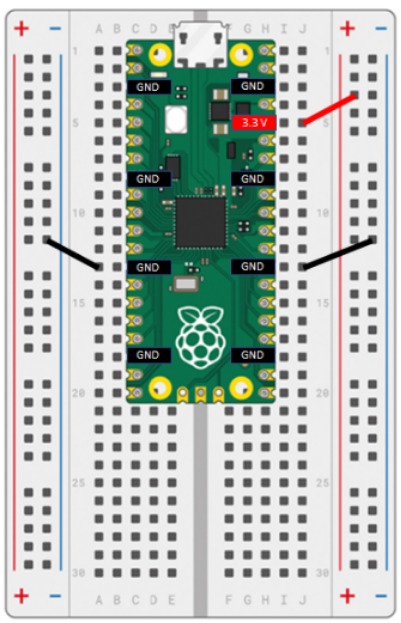 + − A B C D E F G H I J + −
1 1
GND GND
5 3.3 V 5
GND GND
10 10
GND GND
15 15
GND GND
20 20
25 25
30 30
+ − A B C D E F G H I J + −